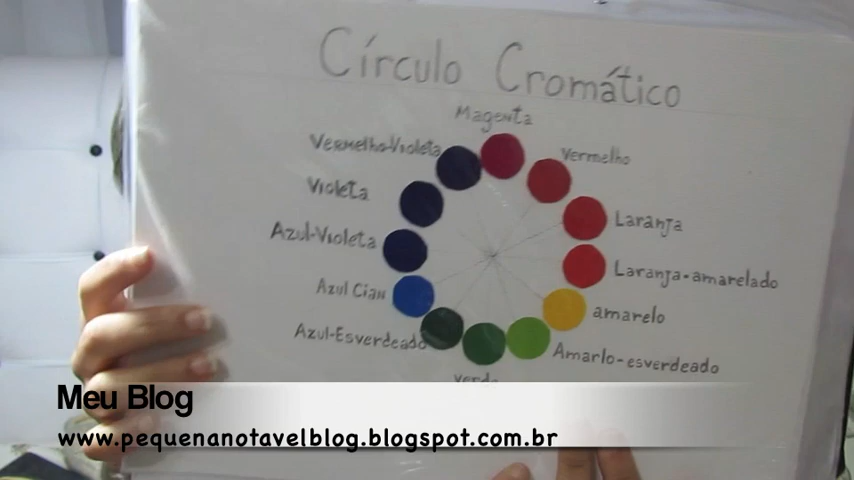 Círculo Cromático
Magenta
Vermelho-Violeta
Vermelho
Violeta
Laranja
Azul-Violeta
Laranja-amarelado
Azul Cian
amarelo
Azul-Esverdeado
Amarlo-esverdeado
verde
Meu Blog
www.pequenanotavelblog.blogspot.com.br